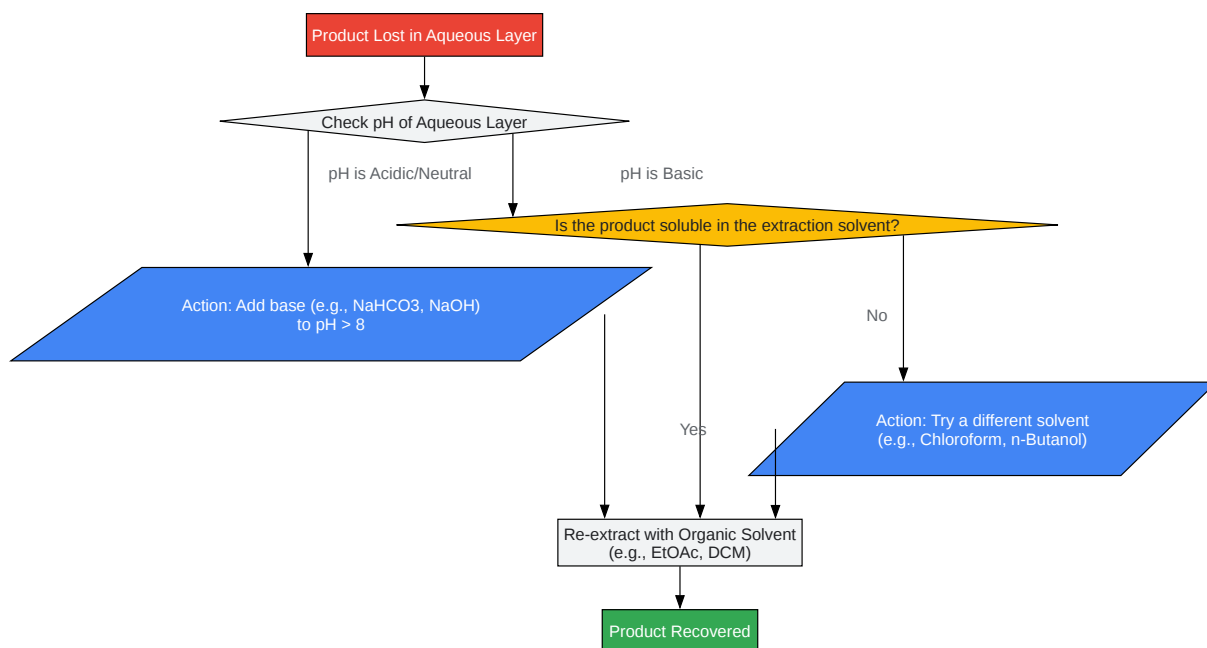 Product Lost in Aqueous Layer
Check pH of Aqueous Layer
pH is Acidic/Neutral
pH is Basic
Is the product soluble in the extraction solvent?
Action: Add base (e.g., NaHCO3, NaOH)
to pH > 8
No
Action: Try a different solvent
(e.g., Chloroform, n-Butanol)
Yes
Re-extract with Organic Solvent
(e.g., EtOAc, DCM)
Product Recovered